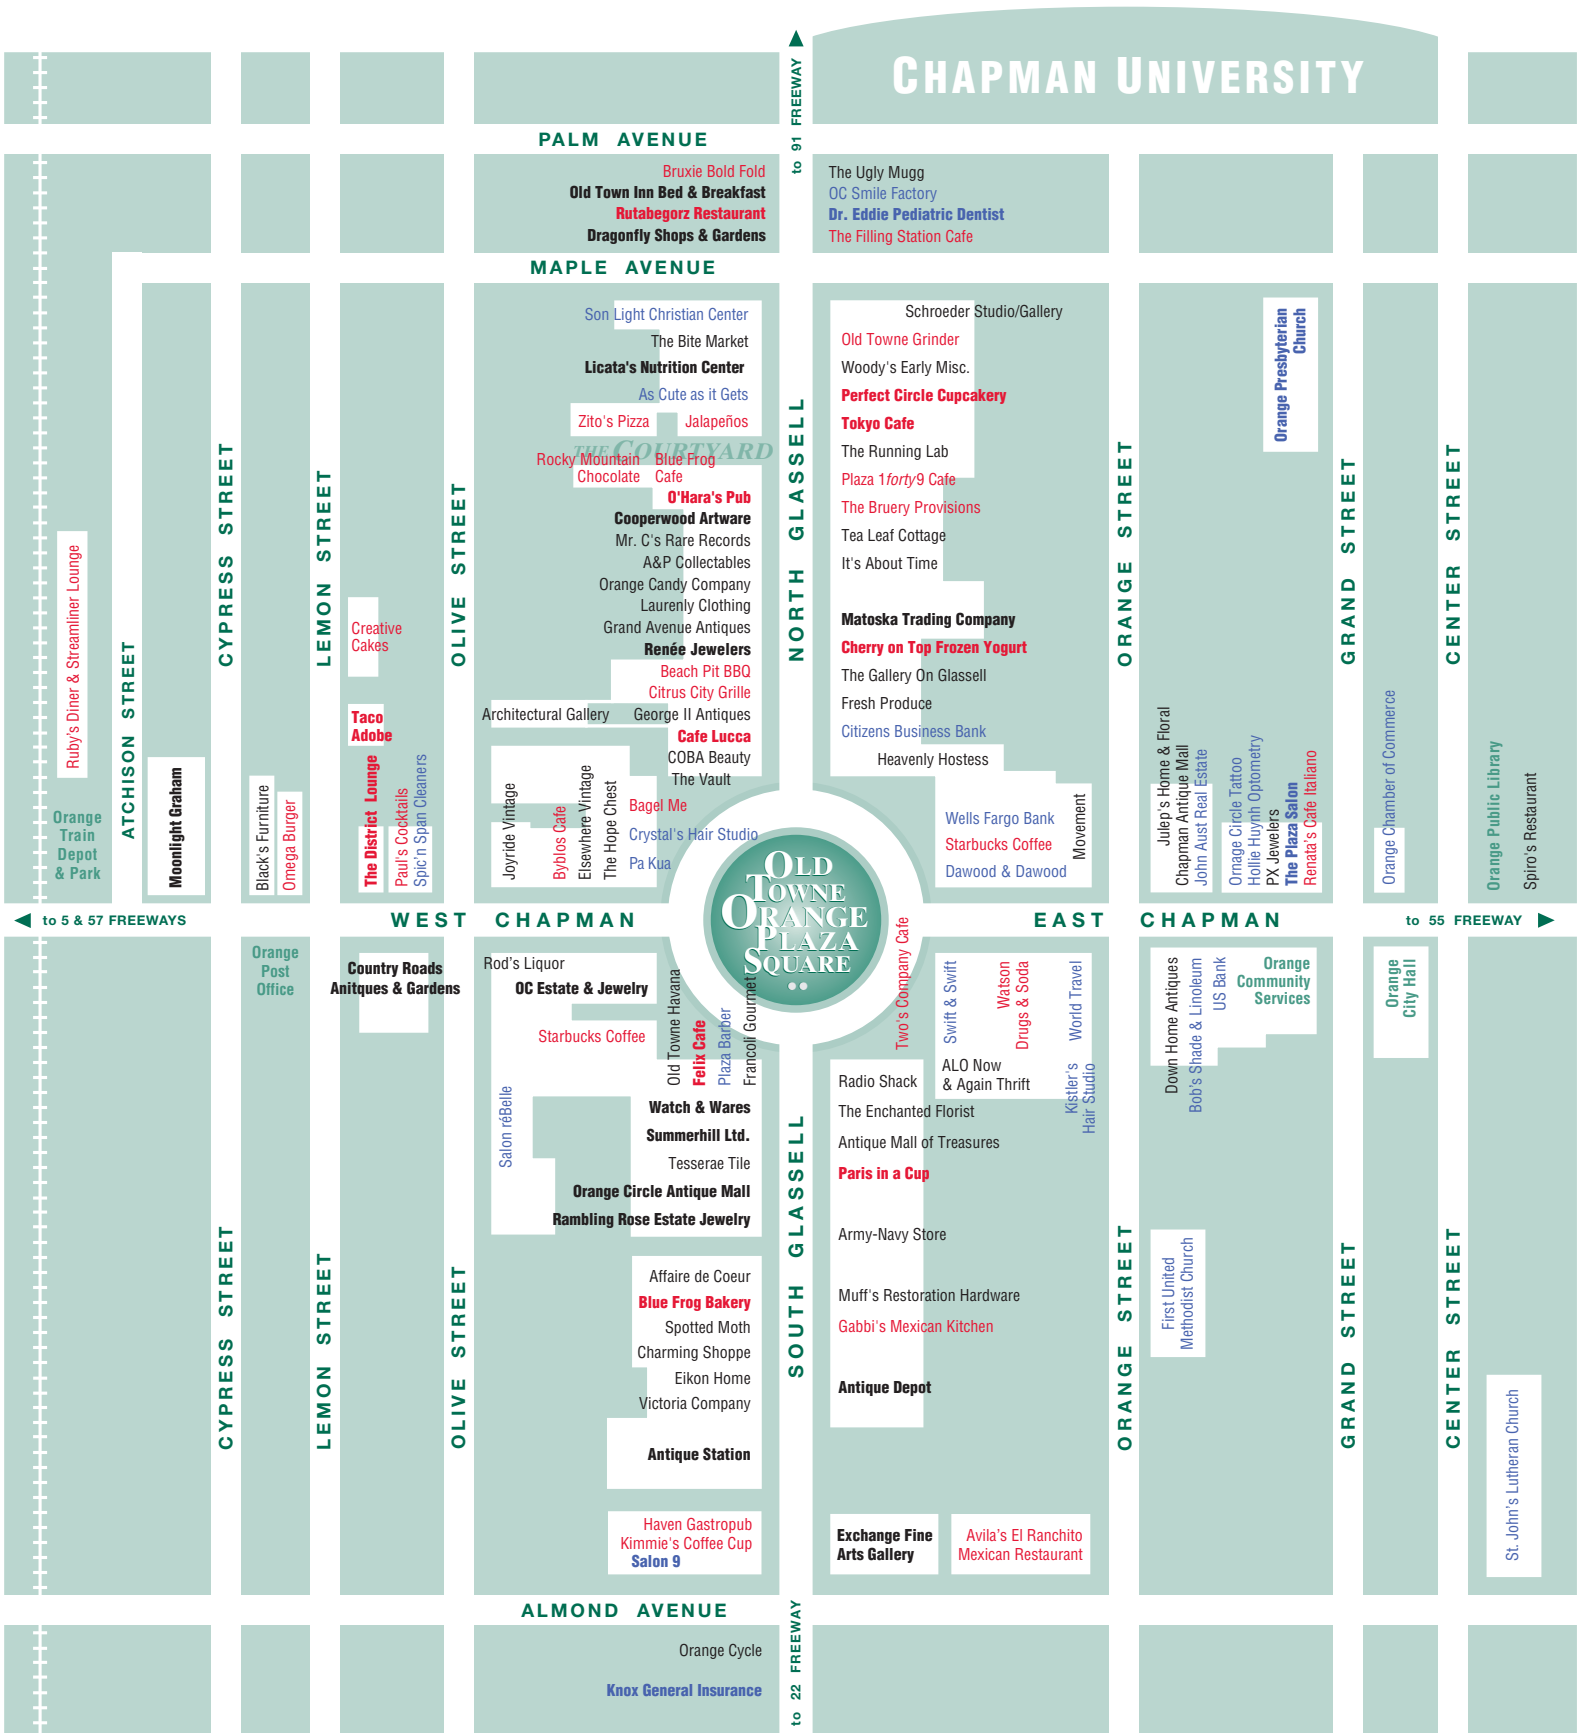 CHAPMAN UNIVERSITY
to 91 FREEWAY
PALM AVENUE
Bruxie Bold Fold
Old Town Inn Bed & Breakfast
Rutabegorz Restaurant
Dragonfly Shops & Gardens
The Ugly Mugg
OC Smile Factory
Dr. Eddie Pediatric Dentist
The Filling Station Cafe
MAPLE AVENUE
Son Light Christian Center
The Bite Market
Licata's Nutrition Center
As Cute as it Gets
Zito's Pizza
Jalapeños
THE COURTYARD
Rocky Mountain
Chocolate
Blue Frog
Cafe
O'Hara's Pub
Cooperwood Artware
Mr. C's Rare Records
A&P Collectables
Orange Candy Company
Laurenly Clothing
Grand Avenue Antiques
Renée Jewelers
Beach Pit BBQ
Citrus City Grille
Architectural Gallery
George II Antiques
Cafe Lucca
COBA Beauty
The Vault
Joyride Vintage
Byblos Cafe
Elsewhere Vintage
The Hope Chest
Bagel Me
Crystal's Hair Studio
Pa Kua
NORTH GLASSELL
Schroeder Studio/Gallery
Old Towne Grinder
Woody's Early Misc.
Perfect Circle Cupcakery
Tokyo Cafe
The Running Lab
Plaza 1forty9 Cafe
The Bruery Provisions
Tea Leaf Cottage
It's About Time
Matoska Trading Company
Cherry on Top Frozen Yogurt
The Gallery On Glassell
Fresh Produce
Citizens Business Bank
Heavenly Hostess
Wells Fargo Bank
Starbucks Coffee
Dawood & Dawood
Movement
Orange Presbyterian
Church
Ruby's Diner & Streamliner Lounge
Orange
Train
Depot
& Park
ATCHISON STREET
Moonlight Graham
CYPRESS STREET
Black's Furniture
Omega Burger
LEMON STREET
Creative
Cakes
Taco
Adobe
The District Lounge
Paul's Cocktails
Spic'n Span Cleaners
OLIVE STREET
ORANGE STREET
Julep's Home & Floral
Chapman Antique Mall
John Aust Real Estate
Ornage Circle Tattoo
Hollie Huynh Optometry
PX Jewelers
The Plaza Salon
Renata's Cafe Italiano
GRAND STREET
Orange Chamber of Commerce
CENTER STREET
Orange Public Library
Spiro's Restaurant
to 5 & 57 FREEWAYS
WEST CHAPMAN
OLD
TOWNE
ORANGE
PLAZA
SQUARE
EAST CHAPMAN
to 55 FREEWAY
Orange
Post
Office
Country Roads
Anitques & Gardens
Rod's Liquor
OC Estate & Jewelry
Starbucks Coffee
Old Towne Havana
Felix Cafe
Plaza Barber
Francoli Gourmet
Salon réBelle
Watch & Wares
Summerhill Ltd.
Tesserae Tile
Orange Circle Antique Mall
Rambling Rose Estate Jewelry
Affaire de Coeur
Blue Frog Bakery
Spotted Moth
Charming Shoppe
Eikon Home
Victoria Company
Antique Station
Haven Gastropub
Kimmie's Coffee Cup
Salon 9
SOUTH GLASSELL
Two's Company Cafe
Swift & Swift
Watson
Drugs & Soda
World Travel
ALO Now
& Again Thrift
Kistler's
Hair Studio
Radio Shack
The Enchanted Florist
Antique Mall of Treasures
Paris in a Cup
Army-Navy Store
Muff's Restoration Hardware
Gabbi's Mexican Kitchen
Antique Depot
Exchange Fine
Arts Gallery
Avila's El Ranchito
Mexican Restaurant
Down Home Antiques
Bob's Shade & Linoleum
US Bank
Orange
Community
Services
Orange
City Hall
First United
Methodist Church
St. John's Lutheran Church
CYPRESS STREET
LEMON STREET
OLIVE STREET
ORANGE STREET
GRAND STREET
CENTER STREET
ALMOND AVENUE
to 22 FREEWAY
Orange Cycle
Knox General Insurance